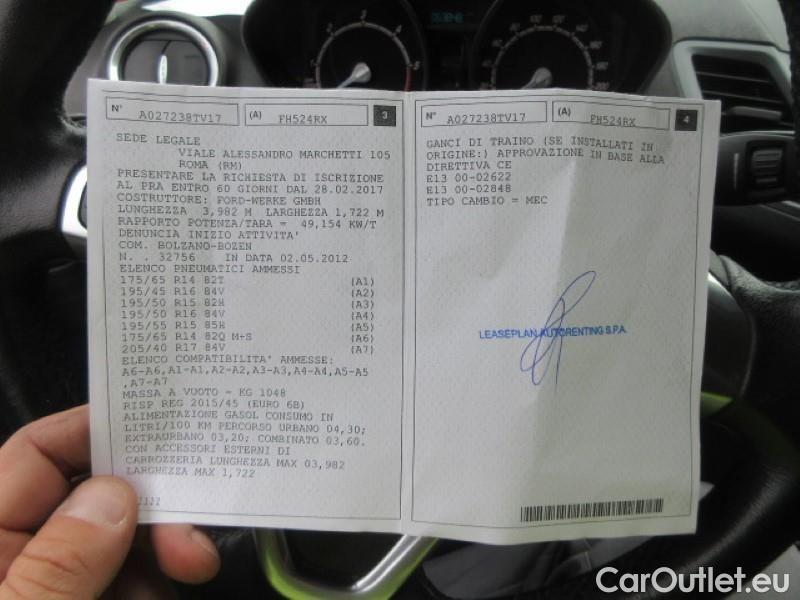 N° A027238TV17 (A) FH524RX 3
SEDE LEGALE
VIALE ALESSANDRO MARCHETTI 105
ROMA (RM)
PRESENTARE LA RICHIESTA DI ISCRIZIONE
AL PRA ENTRO 60 GIORNI DAL 28.02.2017
COSTRUTTORE: FORD-WERKE GMBH
LUNGHEZZA 3,982 M LARGHEZZA 1,722 M
RAPPORTO POTENZA/TARA = 49,154 KW/T
DENUNCIA INIZIO ATTIVITA'
COM. BOLZANO-BOZEN
N. . 32756 IN DATA 02.05.2012
ELENCO PNEUMATICI AMMESSI
175/65 R14 82T (A1)
195/45 R16 84V (A2)
195/50 R15 82H (A3)
195/50 R16 84V (A4)
195/55 R15 85H (A5)
175/65 R14 82Q M+S (A6)
205/40 R17 84V (A7)
ELENCO COMPATIBILITA' AMMESSE:
A6-A6,A1-A1,A2-A2,A3-A3,A4-A4,A5-A5
,A7-A7
MASSA A VUOTO = KG 1048
RISP REG 2015/45 (EURO 6B)
ALIMENTAZIONE GASOL CONSUMO IN
LITRI/100 KM PERCORSO URBANO 04,30;
EXTRAURBANO 03,20; COMBINATO 03,60.
CON ACCESSORI ESTERNI DI
CARROZZERIA LUNGHEZZA MAX 03,982
LARGHEZZA MAX 1,722
N° A027238TV17 (A) FH524RX 4
GANCI DI TRAINO (SE INSTALLATI IN
ORIGINE:) APPROVAZIONE IN BASE ALLA
DIRETTIVA CE
E13 00-02622
E13 00-02848
TIPO CAMBIO = MEC
LEASEPLAN AUTORENTING S.P.A.
CarOutlet.eu